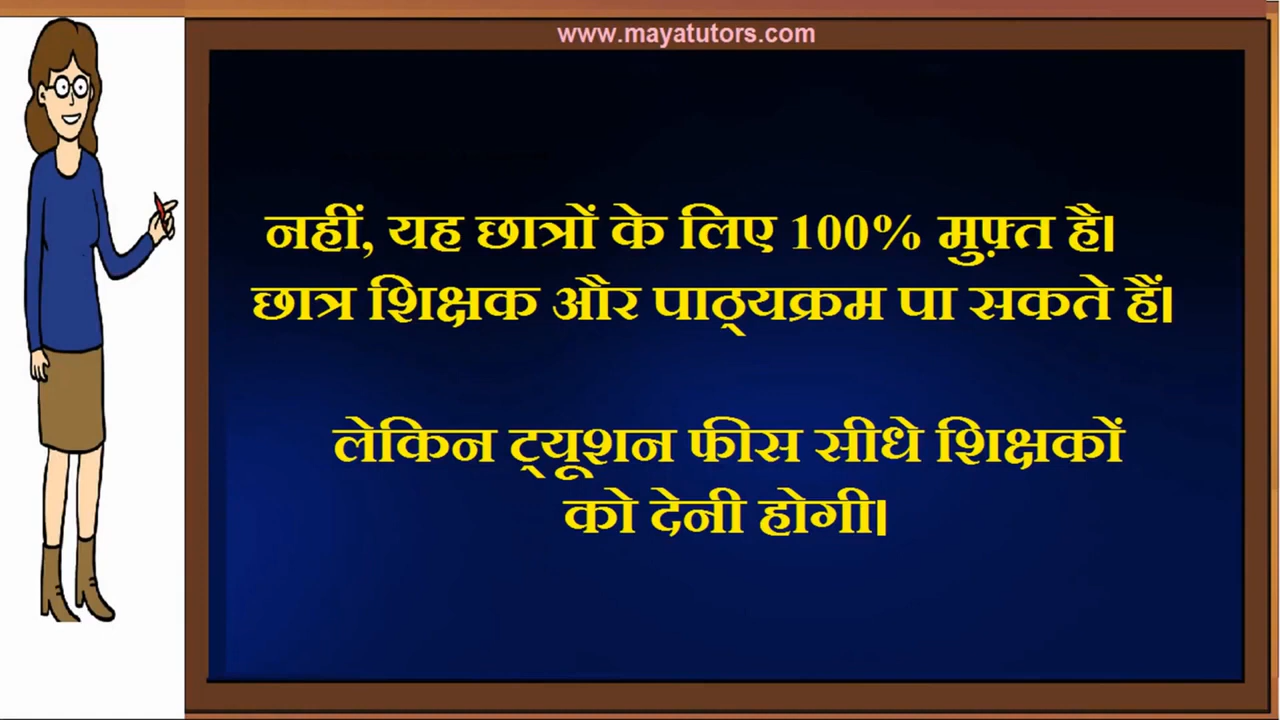 www.mayatutors.com
नहीं, यह छात्रों के लिए 100% मुफ़्त है।
छात्र शिक्षक और पाठ्यक्रम पा सकते हैं।
लेकिन ट्यूशन फीस सीधे शिक्षकों
को देनी होगी।